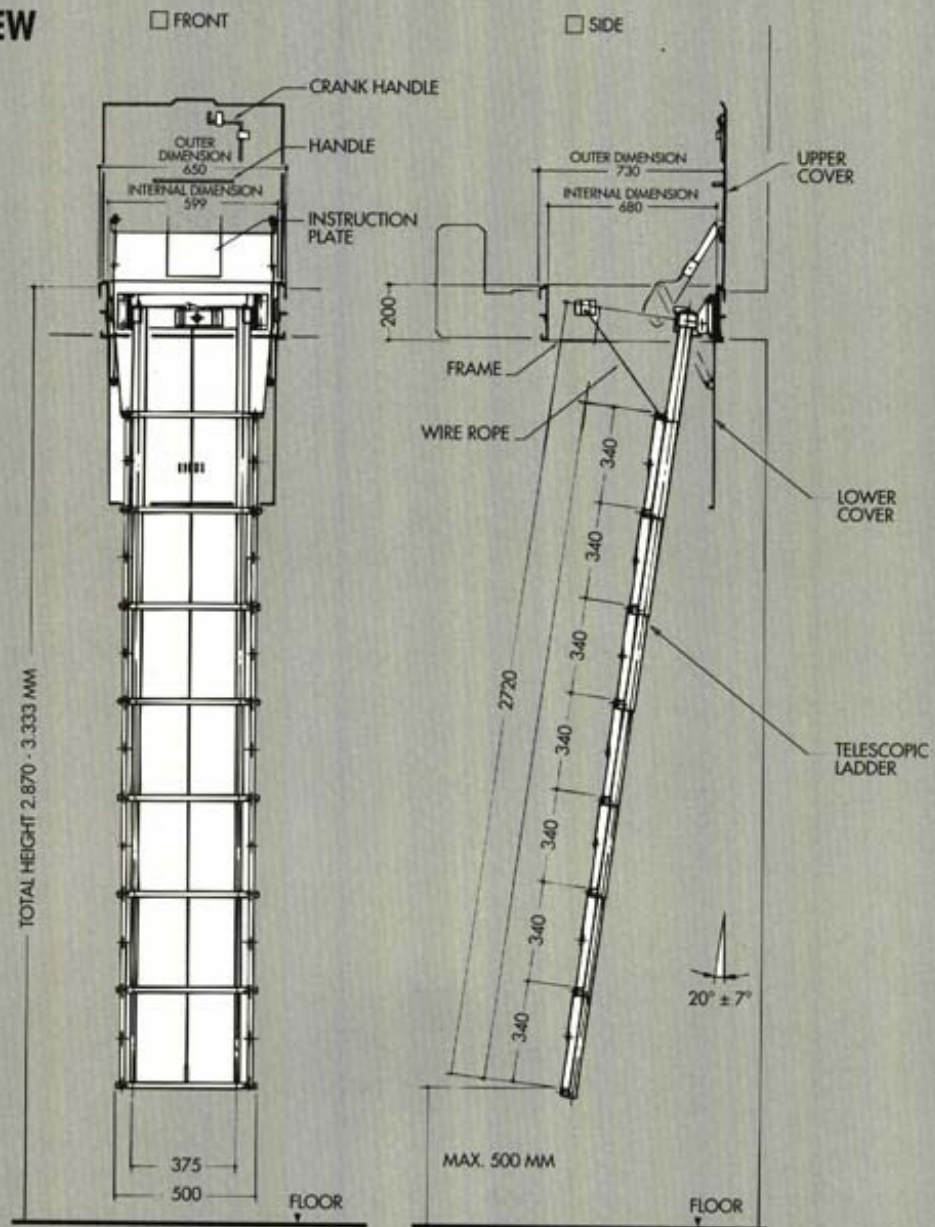 EW
□ FRONT
□ SIDE
CRANK HANDLE
HANDLE
OUTER
DIMENSION
650
INTERNAL DIMENSION
599
INSTRUCTION
PLATE
TOTAL HEIGHT 2.870 - 3.333 MM
375
500
FLOOR
OUTER DIMENSION
730
INTERNAL DIMENSION
680
UPPER
COVER
200
FRAME
WIRE ROPE
LOWER
COVER
340
340
340
340
340
340
340
2720
TELESCOPIC
LADDER
20° ± 7°
MAX. 500 MM
FLOOR